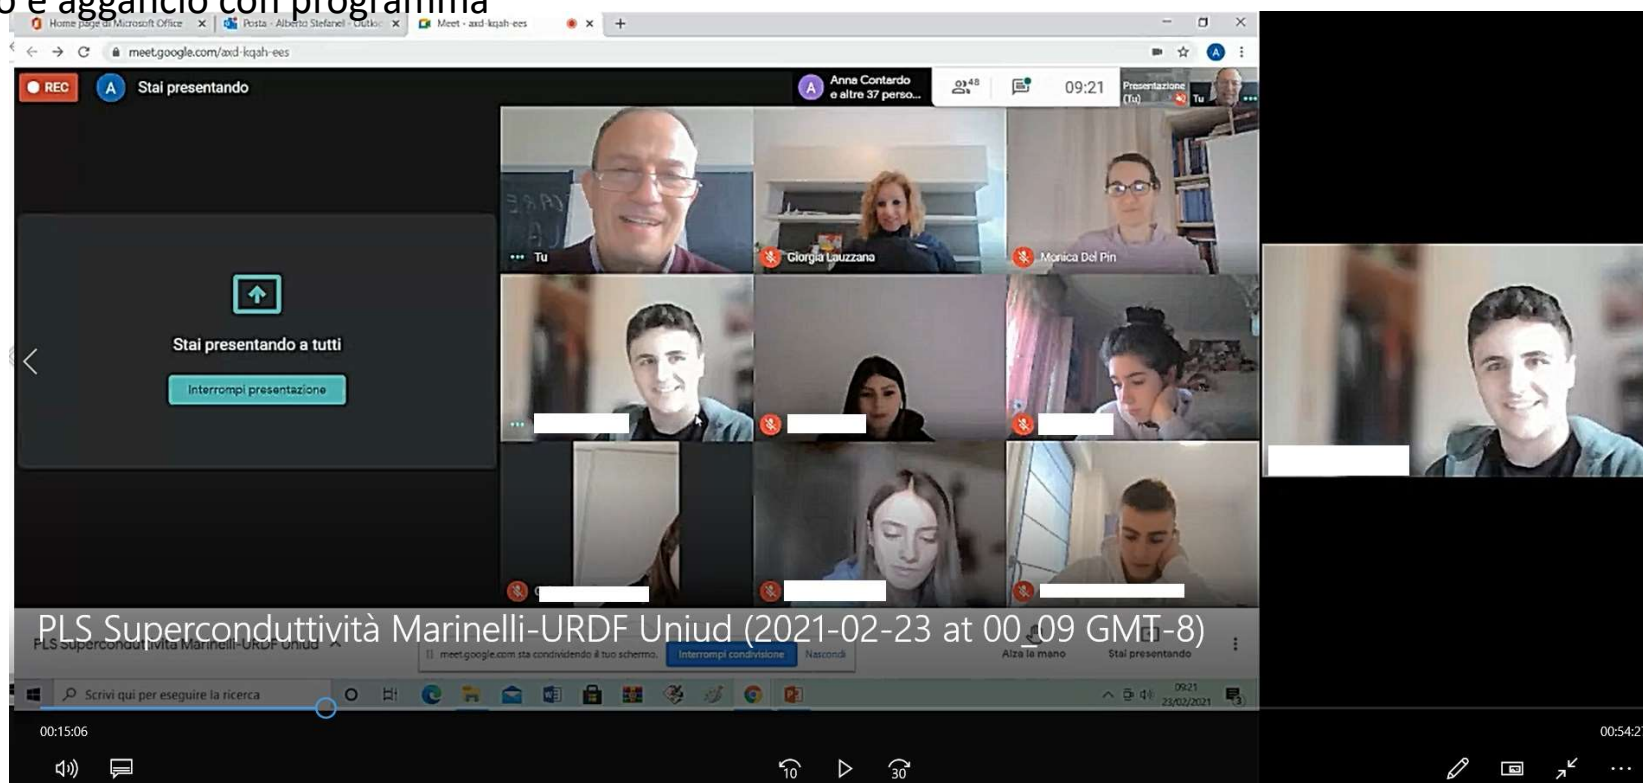 o e aggancio con programma
Home page di Microsoft Office
Posta - Alberto Stefanel - Outlo
Meet - axd-kqah-ees
meet.google.com/axd-kqah-ees
REC
A
Stai presentando
A
Anna Contardo
e altre 37 perso...
48
09:21
Presentazione
(Tu)
Tu
A
Tu
Giorgia Lauzzana
Monica Del Pin
Stai presentando a tutti
Interrompi presentazione
PLS Superconduttività Marinelli-URDF Uniud (2021-02-23 at 00_09 GMT-8)
PLS Superconduttività Marinelli-URDF Uniud
meet.google.com sta condividendo il tuo schermo.
Interrompi condivisione
Nascondi
Alza la mano
Stai presentando
Scrivi qui per eseguire la ricerca
09:21
23/02/2021
00:15:06
00:54:2
10
30